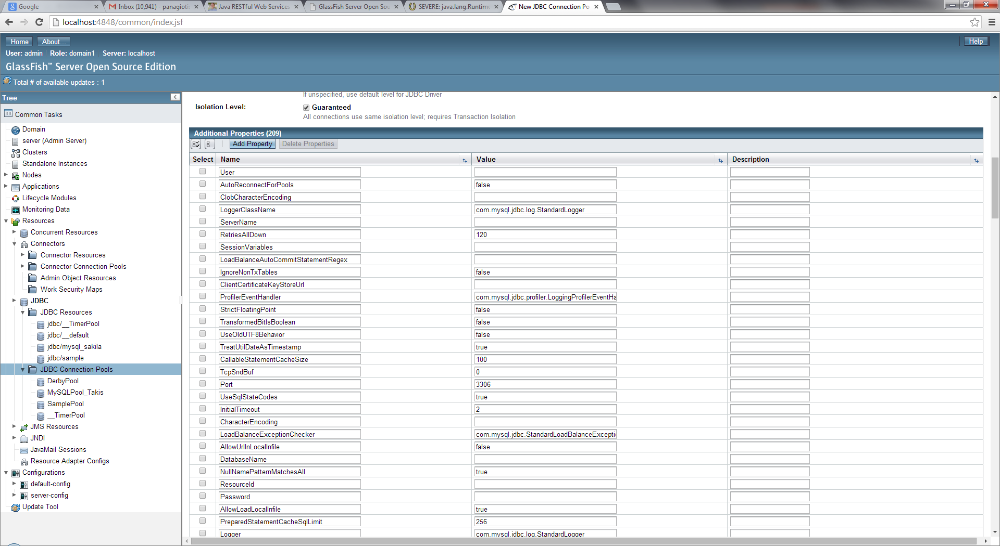 Google
Inbox (10,941) - panagiotis
Java RESTful Web Services
GlassFish Server Open Sou
SEVERE: java.lang.Runtime
New JDBC Connection Po
localhost:4848/common/index.jsf
Home
About...
Help
User: admin
Role: domain1
Server: localhost
GlassFish™ Server Open Source Edition
Total # of available updates : 1
Tree
Common Tasks
Domain
server (Admin Server)
Clusters
Standalone Instances
Nodes
Applications
Lifecycle Modules
Monitoring Data
Resources
Concurrent Resources
Connectors
Connector Resources
Connector Connection Pools
Admin Object Resources
Work Security Maps
JDBC
JDBC Resources
jdbc/__TimerPool
jdbc/__default
jdbc/mysql_sakila
jdbc/sample
JDBC Connection Pools
DerbyPool
MySQLPool_Takis
SamplePool
__TimerPool
JMS Resources
JNDI
JavaMail Sessions
Resource Adapter Configs
Configurations
default-config
server-config
Update Tool
If unspecified, use default level for JDBC Driver
Isolation Level:
Guaranteed
All connections use same isolation level; requires Transaction Isolation
Additional Properties (209)
Add Property
Delete Properties
Select Name Value Description
User
AutoReconnectForPools false
ClobCharacterEncoding
LoggerClassName com.mysql.jdbc.log.StandardLogger
ServerName
RetriesAllDown 120
SessionVariables
LoadBalanceAutoCommitStatementRegex
IgnoreNonTxTables false
ClientCertificateKeyStoreUrl
ProfilerEventHandler com.mysql.jdbc.profiler.LoggingProfilerEventHa
StrictFloatingPoint false
TransformedBitIsBoolean false
UseOldUTF8Behavior false
TreatUtilDateAsTimestamp true
CallableStatementCacheSize 100
TcpSndBuf 0
Port 3306
UseSqlStateCodes true
InitialTimeout 2
CharacterEncoding
LoadBalanceExceptionChecker com.mysql.jdbc.StandardLoadBalanceExceptio
AllowUrlInLocalInfile false
DatabaseName
NullNamePatternMatchesAll true
ResourceId
Password
AllowLoadLocalInfile true
PreparedStatementCacheSqlLimit 256
Logger com.mysql.jdbc.log.StandardLogger